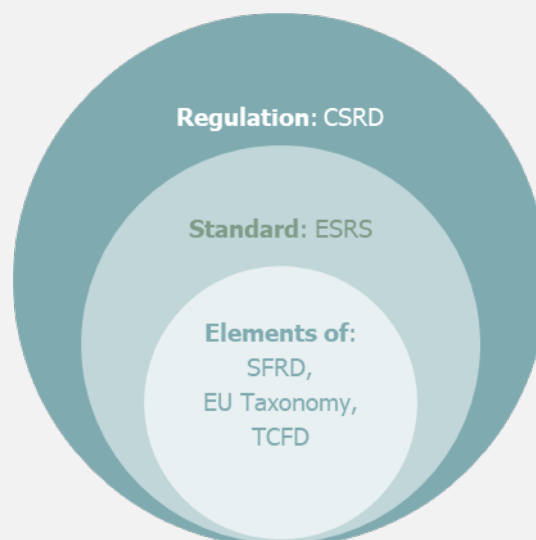 Regulation: CSRD
Standard: ESRS
Elements of:
SFRD,
EU Taxonomy,
TCFD